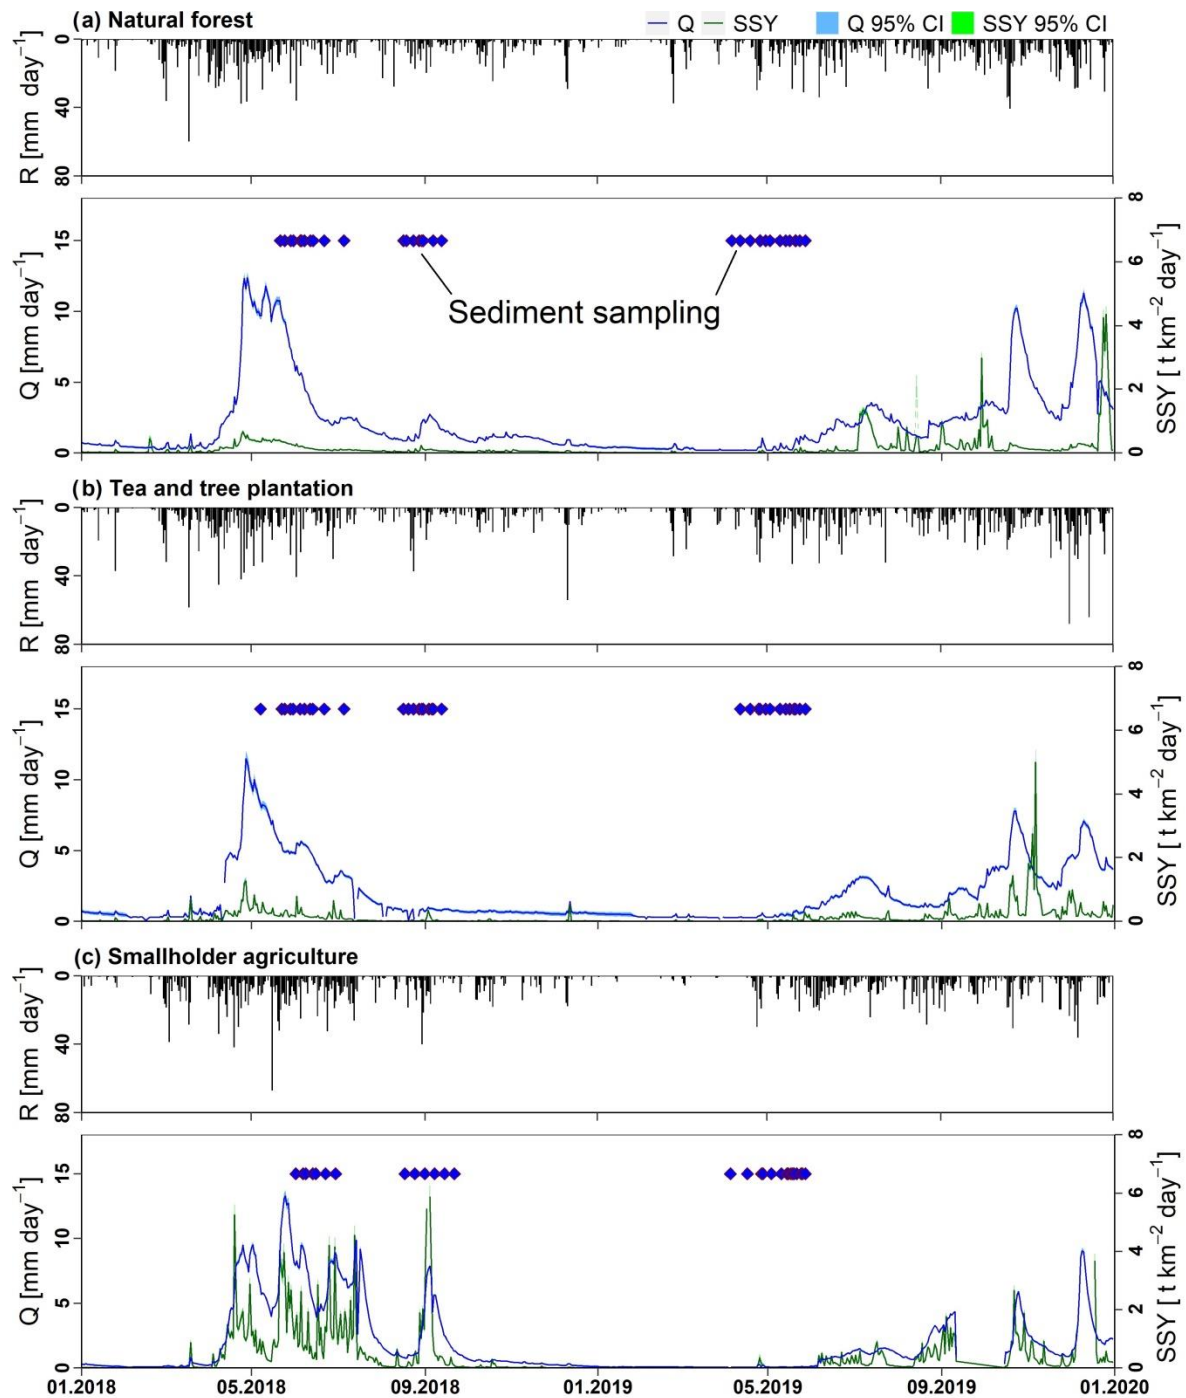 (a) Natural forest
Q SSY Q 95% CI SSY 95% CI
R [mm day⁻¹]
0
40
80
Q [mm day⁻¹]
15
10
5
0
Sediment sampling
SSY [ t km⁻² day⁻¹]
8
6
4
2
0
(b) Tea and tree plantation
R [mm day⁻¹]
0
40
80
Q [mm day⁻¹]
15
10
5
0
SSY [ t km⁻² day⁻¹]
8
6
4
2
0
(c) Smallholder agriculture
R [mm day⁻¹]
0
40
80
Q [mm day⁻¹]
15
10
5
0
SSY [ t km⁻² day⁻¹]
8
6
4
2
0
01.2018 05.2018 09.2018 01.2019 05.2019 09.2019 01.2020